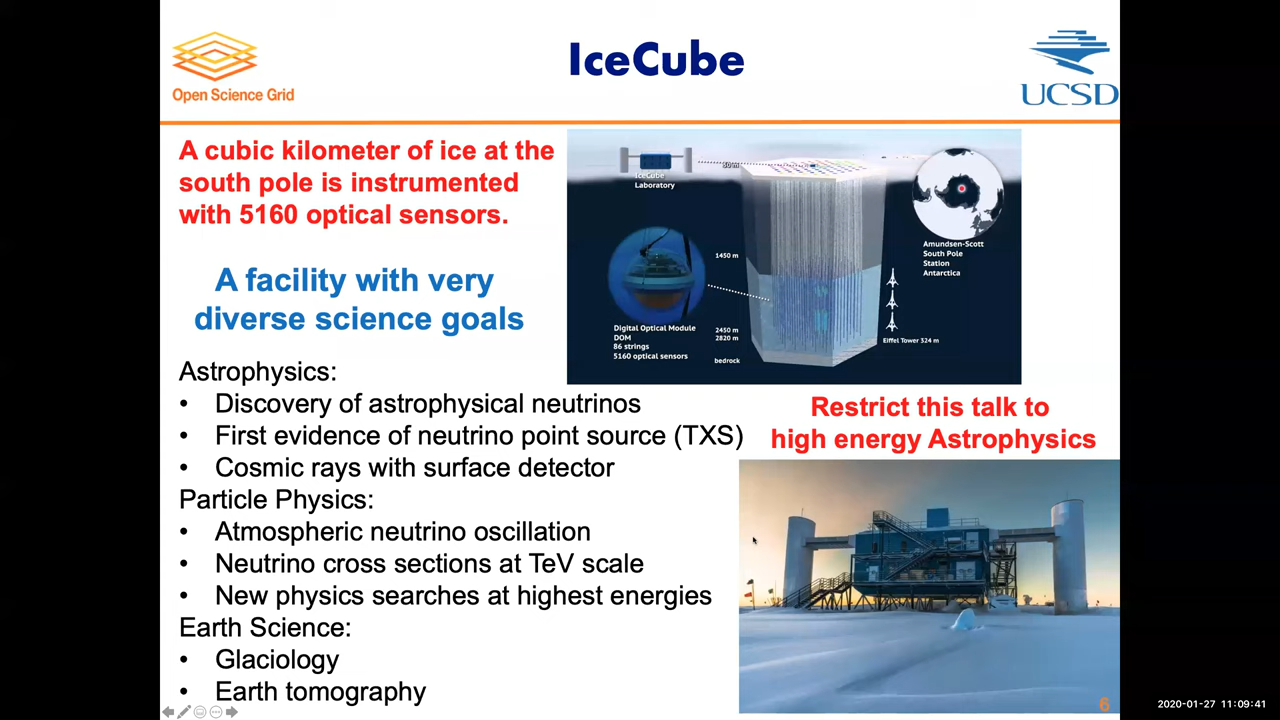 IceCube
Open Science Grid
UCSD
A cubic kilometer of ice at the
south pole is instrumented
with 5160 optical sensors.
A facility with very
diverse science goals
Astrophysics:
• Discovery of astrophysical neutrinos
• First evidence of neutrino point source (TXS)
• Cosmic rays with surface detector
Particle Physics:
• Atmospheric neutrino oscillation
• Neutrino cross sections at TeV scale
• New physics searches at highest energies
Earth Science:
• Glaciology
• Earth tomography
IceCube
Laboratory
50 m
1450 m
Digital Optical Module
DOM
86 strings
5160 optical sensors
2450 m
2820 m
bedrock
Amundsen-Scott
South Pole
Station
Antarctica
Eiffel Tower 324 m
Restrict this talk to
high energy Astrophysics
6
2020-01-27 11:09:41